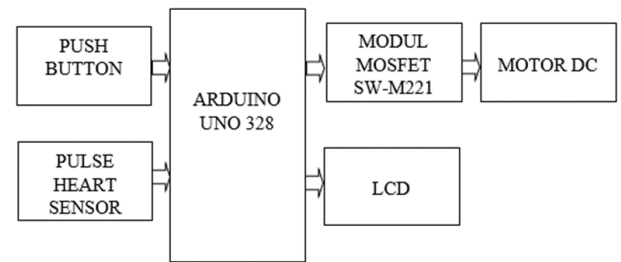 PUSH
BUTTON
PULSE
HEART
SENSOR
ARDUINO
UNO 328
MODUL
MOSFET
SW-M221
MOTOR DC
LCD